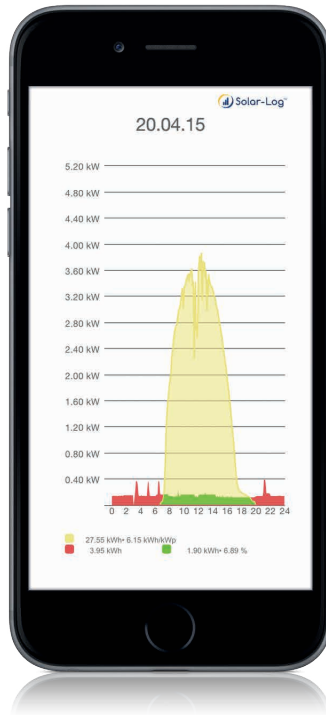 Solar-Log™
20.04.15
5.20 kW
4.80 kW
4.40 kW
4.00 kW
3.60 kW
3.20 kW
2.80 kW
2.40 kW
2.00 kW
1.60 kW
1.20 kW
0.80 kW
0.40 kW
0 2 4 6 8 10 12 14 16 18 20 22 24
27.55 kWh• 6.15 kWh/kWp
3.95 kWh 1.90 kWh• 6.89 %